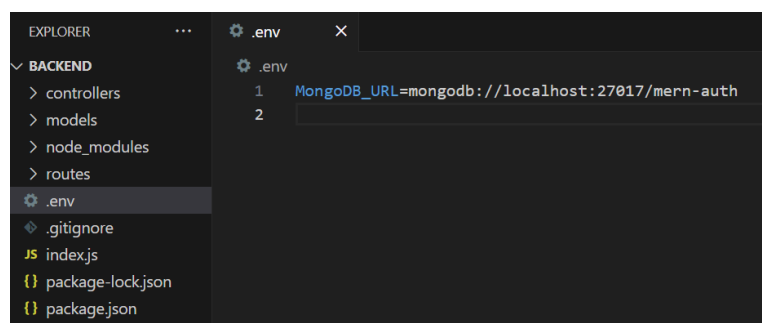 EXPLORER ...
.env
BACKEND
.env
controllers
1 MongoDB_URL=mongodb://localhost:27017/mern-auth
models
2
node_modules
routes
.env
.gitignore
JS index.js
{} package-lock.json
{} package.json